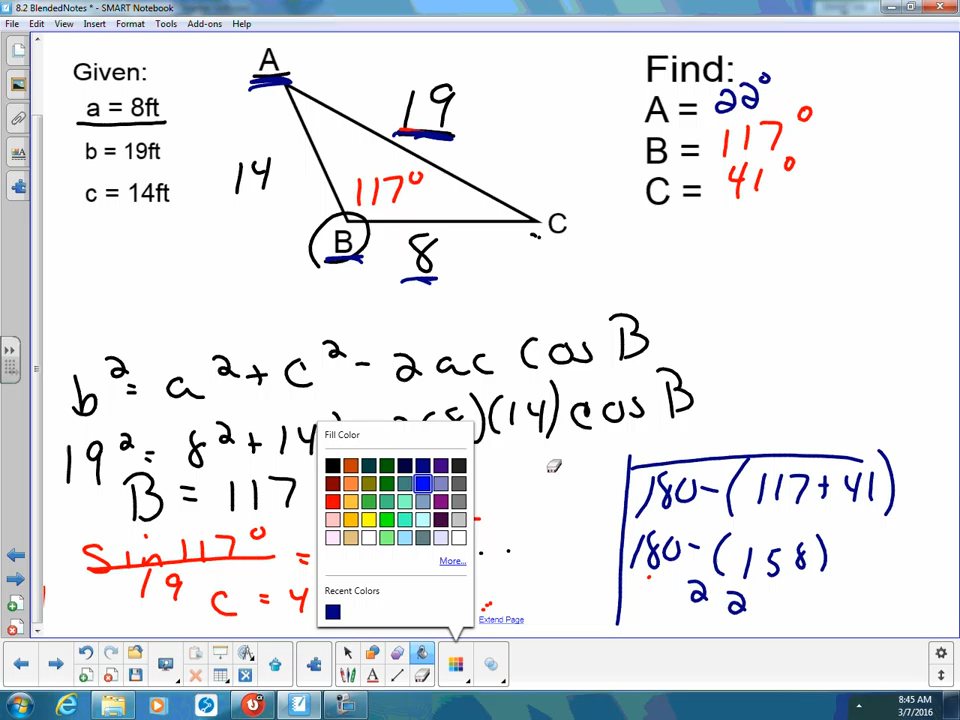 8.2 BlendedNotes * - SMART Notebook
File Edit View Insert Format Tools Add-ons Help
Given:
a = 8ft
b = 19ft
c = 14ft
A
19
14
117°
B
8
C
Find:
A = 22°
B = 117°
C = 41°
b² = a² + c² - 2ac cos B
19² = 8² + 14 )(14) cos B
B = 117
sin 117° =
19
C = 4
180-(117+41)
180-(158)
22
Fill Color
More...
Recent Colors
Extend Page
8:45 AM
3/7/2016